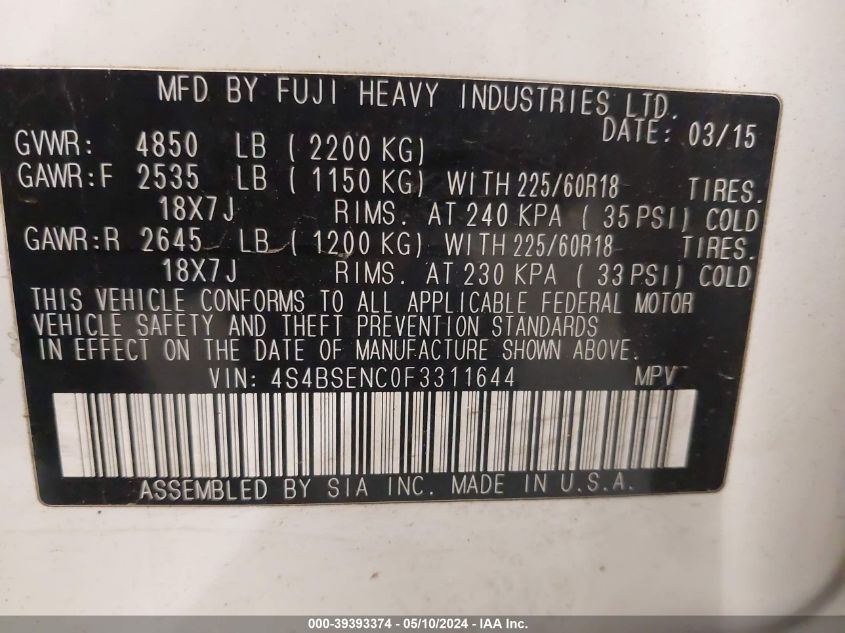 MFD BY FUJI HEAVY INDUSTRIES LTD.
DATE: 03/15
GVWR: 4850 LB ( 2200 KG)
GAWR:F 2535 LB ( 1150 KG) WITH 225/60R18 TIRES.
18X7J RIMS. AT 240 KPA ( 35 PSI) COLD
GAWR:R 2645 LB ( 1200 KG) WITH 225/60R18 TIRES.
18X7J RIMS. AT 230 KPA ( 33 PSI) COLD
THIS VEHICLE CONFORMS TO ALL APPLICABLE FEDERAL MOTOR
VEHICLE SAFETY AND THEFT PREVENTION STANDARDS
IN EFFECT ON THE DATE OF MANUFACTURE SHOWN ABOVE.
VIN: 4S4BSENC0F3311644 MPV
ASSEMBLED BY SIA INC. MADE IN U.S.A.
000-39393374 - 05/10/2024 - IAA Inc.